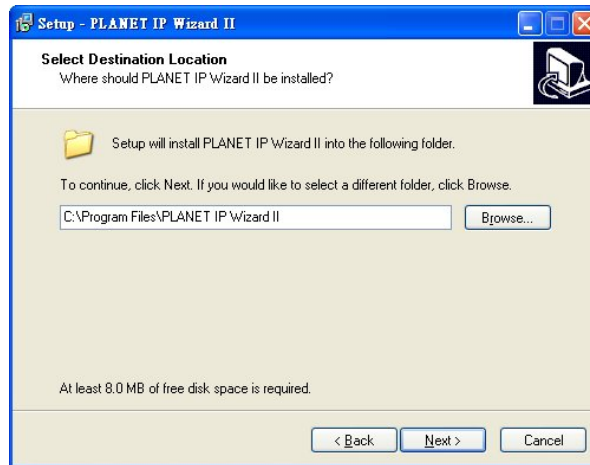 Setup - PLANET IP Wizard II
Select Destination Location
Where should PLANET IP Wizard II be installed?
Setup will install PLANET IP Wizard II into the following folder.
To continue, click Next. If you would like to select a different folder, click Browse.
C:\Program Files\PLANET IP Wizard II
Browse...
At least 8.0 MB of free disk space is required.
< Back
Next >
Cancel